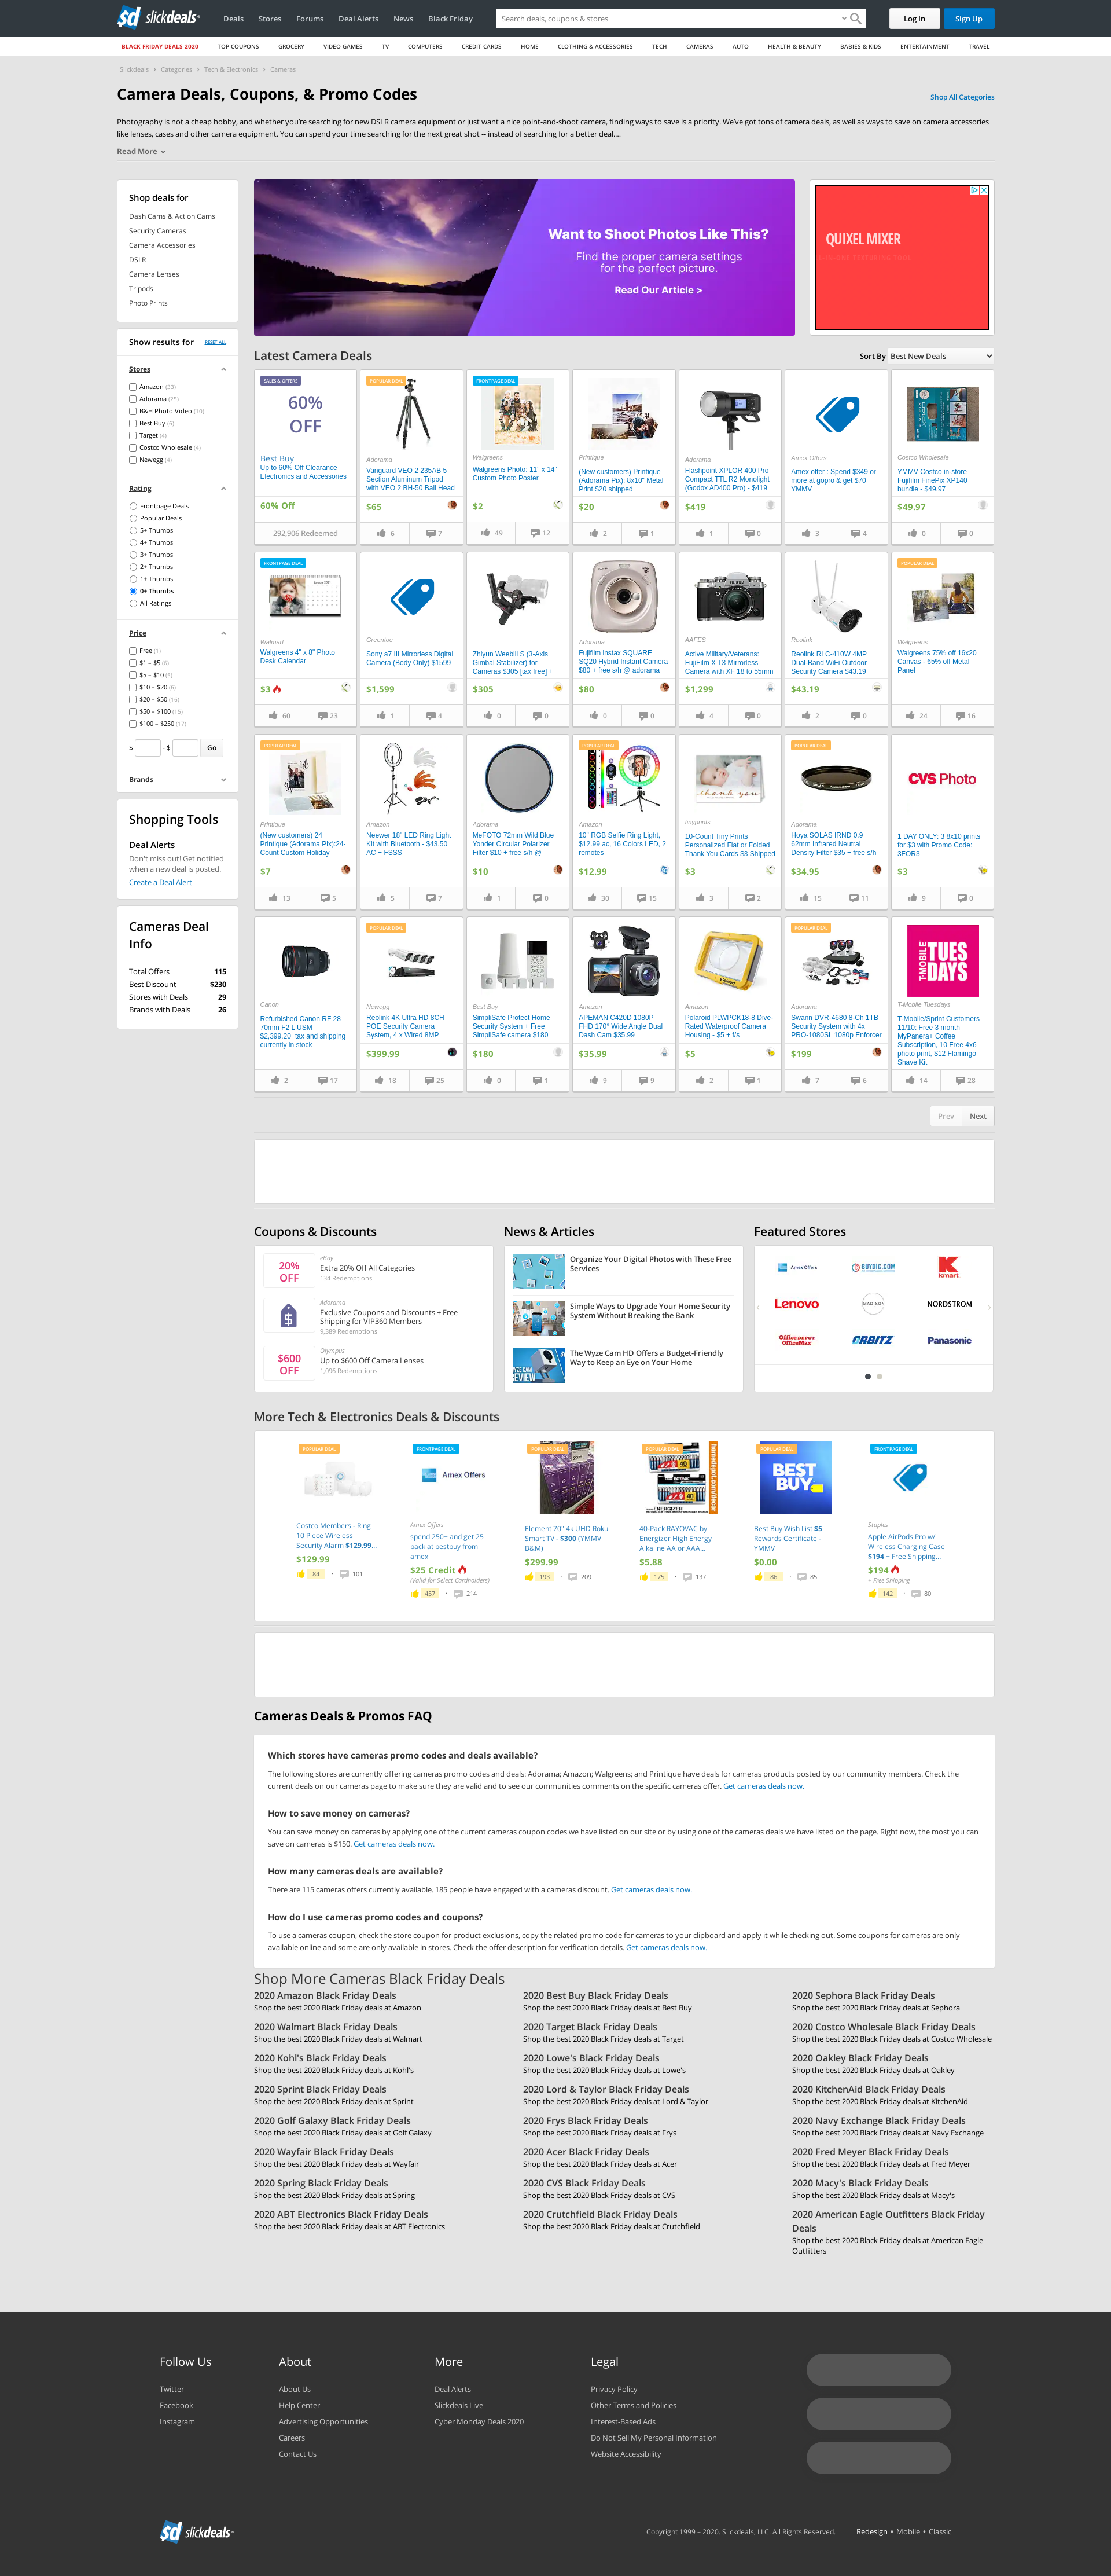 slickdeals
Deals
Stores
Forums
Deal Alerts
News
Black Friday
Search deals, coupons & stores
Log In
Sign Up
BLACK FRIDAY DEALS 2020
TOP COUPONS
GROCERY
VIDEO GAMES
TV
COMPUTERS
CREDIT CARDS
HOME
CLOTHING & ACCESSORIES
TECH
CAMERAS
AUTO
HEALTH & BEAUTY
BABIES & KIDS
ENTERTAINMENT
TRAVEL
Slickdeals > Categories > Tech & Electronics > Cameras
Camera Deals, Coupons, & Promo Codes
Shop All Categories
Photography is not a cheap hobby, and whether you're searching for new DSLR camera equipment or just want a nice point-and-shoot camera, finding ways to save is a priority. We've got tons of camera deals, as well as ways to save on camera accessories
like lenses, cases and other camera equipment. You can spend your time searching for the next great shot -- instead of searching for a better deal....
Read More
Shop deals for
Dash Cams & Action Cams
Security Cameras
Camera Accessories
DSLR
Camera Lenses
Tripods
Photo Prints
Show results for
RESET ALL
Stores
Amazon (33)
Adorama (25)
B&H Photo Video (10)
Best Buy (6)
Target (4)
Costco Wholesale (4)
Newegg (4)
Rating
Frontpage Deals
Popular Deals
5+ Thumbs
4+ Thumbs
3+ Thumbs
2+ Thumbs
1+ Thumbs
0+ Thumbs
All Ratings
Price
Free (1)
$1 – $5 (6)
$5 – $10 (5)
$10 – $20 (6)
$20 – $50 (16)
$50 – $100 (15)
$100 – $250 (17)
$ - $ Go
Brands
Shopping Tools
Deal Alerts
Don't miss out! Get notified
when a new deal is posted.
Create a Deal Alert
Cameras Deal
Info
Total Offers 115
Best Discount $230
Stores with Deals 29
Brands with Deals 26
Want to Shoot Photos Like This?
Find the proper camera settings
for the perfect picture.
Read Our Article >
QUIXEL MIXER
Latest Camera Deals
Sort By Best New Deals
SALES & OFFERS
60%
OFF
Best Buy
Up to 60% Off Clearance
Electronics and Accessories
60% Off
292,906 Redeemed
POPULAR DEAL
Adorama
Vanguard VEO 2 235AB 5
Section Aluminum Tripod
with VEO 2 BH-50 Ball Head
$65
6 7
FRONTPAGE DEAL
Walgreens
Walgreens Photo: 11" x 14"
Custom Photo Poster
$2
49 12
Printique
(New customers) Printique
(Adorama Pix): 8x10" Metal
Print $20 shipped
$20
2 1
Adorama
Flashpoint XPLOR 400 Pro
Compact TTL R2 Monolight
(Godox AD400 Pro) - $419
$419
1 0
Amex Offers
Amex offer : Spend $349 or
more at gopro & get $70
YMMV
3 4
Costco Wholesale
YMMV Costco in-store
Fujifilm FinePix XP140
bundle - $49.97
$49.97
0 0
FRONTPAGE DEAL
Walmart
Walgreens 4" x 8" Photo
Desk Calendar
$3
60 23
Greentoe
Sony a7 III Mirrorless Digital
Camera (Body Only) $1599
$1,599
1 4
Zhiyun Weebill S (3-Axis
Gimbal Stabilizer) for
Cameras $305 [tax free] +
$305
0 0
Adorama
Fujifilm instax SQUARE
SQ20 Hybrid Instant Camera
$80 + free s/h @ adorama
$80
0 0
AAFES
Active Military/Veterans:
FujiFilm X T3 Mirrorless
Camera with XF 18 to 55mm
$1,299
4 0
Reolink
Reolink RLC-410W 4MP
Dual-Band WiFi Outdoor
Security Camera $43.19
$43.19
2 0
POPULAR DEAL
Walgreens
Walgreens 75% off 16x20
Canvas - 65% off Metal
Panel
24 16
POPULAR DEAL
Printique
(New customers) 24
Printique (Adorama Pix):24-
Count Custom Holiday
$7
13 5
Amazon
Neewer 18" LED Ring Light
Kit with Bluetooth - $43.50
AC + FSSS
5 7
Adorama
MeFOTO 72mm Wild Blue
Yonder Circular Polarizer
Filter $10 + free s/h @
$10
1 0
POPULAR DEAL
Amazon
10" RGB Selfie Ring Light,
$12.99 ac, 16 Colors LED, 2
remotes
$12.99
30 15
thank you
tinyprints
10-Count Tiny Prints
Personalized Flat or Folded
Thank You Cards $3 Shipped
$3
3 2
POPULAR DEAL
Adorama
Hoya SOLAS IRND 0.9
62mm Infrared Neutral
Density Filter $35 + free s/h
$34.95
15 11
CVS Photo
1 DAY ONLY: 3 8x10 prints
for $3 with Promo Code:
3FOR3
$3
9 0
Canon
Refurbished Canon RF 28–
70mm F2 L USM
$2,399.20+tax and shipping
currently in stock
2 17
POPULAR DEAL
Newegg
Reolink 4K Ultra HD 8CH
POE Security Camera
System, 4 x Wired 8MP
$399.99
18 25
Best Buy
SimpliSafe Protect Home
Security System + Free
SimpliSafe camera $180
$180
0 1
Amazon
APEMAN C420D 1080P
FHD 170° Wide Angle Dual
Dash Cam $35.99
$35.99
9 9
Amazon
Polaroid PLWPCK18-8 Dive-
Rated Waterproof Camera
Housing - $5 + f/s
$5
2 1
POPULAR DEAL
Adorama
Swann DVR-4680 8-Ch 1TB
Security System with 4x
PRO-1080SL 1080p Enforcer
$199
7 6
T·MOBILE TUESDAYS
T-Mobile Tuesdays
T-Mobile/Sprint Customers
11/10: Free 3 month
MyPanera+ Coffee
Subscription, 10 Free 4x6
photo print, $12 Flamingo
Shave Kit
14 28
Prev
Next
Coupons & Discounts
20%
OFF
eBay
Extra 20% Off All Categories
134 Redemptions
Adorama
Exclusive Coupons and Discounts + Free
Shipping for VIP360 Members
9,389 Redemptions
$600
OFF
Olympus
Up to $600 Off Camera Lenses
1,096 Redemptions
News & Articles
Organize Your Digital Photos with These Free
Services
Simple Ways to Upgrade Your Home Security
System Without Breaking the Bank
The Wyze Cam HD Offers a Budget-Friendly
Way to Keep an Eye on Your Home
Featured Stores
Amex Offers
BUYDIG.COM
kmart
Lenovo
MADISON
NORDSTROM
Office DEPOT
OfficeMax
ORBITZ
Panasonic
More Tech & Electronics Deals & Discounts
POPULAR DEAL
Costco Members - Ring
10 Piece Wireless
Security Alarm $129.99...
$129.99
84 · 101
FRONTPAGE DEAL
Amex Offers
Amex Offers
spend 250+ and get 25
back at bestbuy from
amex
$25 Credit
(Valid for Select Cardholders)
457 · 214
POPULAR DEAL
Element 70" 4k UHD Roku
Smart TV - $300 (YMMV
B&M)
$299.99
193 · 209
POPULAR DEAL
40-Pack RAYOVAC by
Energizer High Energy
Alkaline AA or AAA...
$5.88
175 · 137
POPULAR DEAL
BEST
BUY
Best Buy Wish List $5
Rewards Certificate -
YMMV
$0.00
86 · 85
FRONTPAGE DEAL
Staples
Apple AirPods Pro w/
Wireless Charging Case
$194 + Free Shipping...
$194
+ Free Shipping
142 · 80
Cameras Deals & Promos FAQ
Which stores have cameras promo codes and deals available?
The following stores are currently offering cameras promo codes and deals: Adorama; Amazon; Walgreens; and Printique have deals for cameras products posted by our community members. Check the
current deals on our cameras page to make sure they are valid and to see our communities comments on the specific cameras offer. Get cameras deals now.
How to save money on cameras?
You can save money on cameras by applying one of the current cameras coupon codes we have listed on our site or by using one of the cameras deals we have listed on the page. Right now, the most you can
save on cameras is $150. Get cameras deals now.
How many cameras deals are available?
There are 115 cameras offers currently available. 185 people have engaged with a cameras discount. Get cameras deals now.
How do I use cameras promo codes and coupons?
To use a cameras coupon, check the store coupon for product exclusions, copy the related promo code for cameras to your clipboard and apply it while checking out. Some coupons for cameras are only
available online and some are only available in stores. Check the offer description for verification details. Get cameras deals now.
Shop More Cameras Black Friday Deals
2020 Amazon Black Friday Deals
Shop the best 2020 Black Friday deals at Amazon
2020 Best Buy Black Friday Deals
Shop the best 2020 Black Friday deals at Best Buy
2020 Sephora Black Friday Deals
Shop the best 2020 Black Friday deals at Sephora
2020 Walmart Black Friday Deals
Shop the best 2020 Black Friday deals at Walmart
2020 Target Black Friday Deals
Shop the best 2020 Black Friday deals at Target
2020 Costco Wholesale Black Friday Deals
Shop the best 2020 Black Friday deals at Costco Wholesale
2020 Kohl's Black Friday Deals
Shop the best 2020 Black Friday deals at Kohl's
2020 Lowe's Black Friday Deals
Shop the best 2020 Black Friday deals at Lowe's
2020 Oakley Black Friday Deals
Shop the best 2020 Black Friday deals at Oakley
2020 Sprint Black Friday Deals
Shop the best 2020 Black Friday deals at Sprint
2020 Lord & Taylor Black Friday Deals
Shop the best 2020 Black Friday deals at Lord & Taylor
2020 KitchenAid Black Friday Deals
Shop the best 2020 Black Friday deals at KitchenAid
2020 Golf Galaxy Black Friday Deals
Shop the best 2020 Black Friday deals at Golf Galaxy
2020 Frys Black Friday Deals
Shop the best 2020 Black Friday deals at Frys
2020 Navy Exchange Black Friday Deals
Shop the best 2020 Black Friday deals at Navy Exchange
2020 Wayfair Black Friday Deals
Shop the best 2020 Black Friday deals at Wayfair
2020 Acer Black Friday Deals
Shop the best 2020 Black Friday deals at Acer
2020 Fred Meyer Black Friday Deals
Shop the best 2020 Black Friday deals at Fred Meyer
2020 Spring Black Friday Deals
Shop the best 2020 Black Friday deals at Spring
2020 CVS Black Friday Deals
Shop the best 2020 Black Friday deals at CVS
2020 Macy's Black Friday Deals
Shop the best 2020 Black Friday deals at Macy's
2020 ABT Electronics Black Friday Deals
Shop the best 2020 Black Friday deals at ABT Electronics
2020 Crutchfield Black Friday Deals
Shop the best 2020 Black Friday deals at Crutchfield
2020 American Eagle Outfitters Black Friday
Deals
Shop the best 2020 Black Friday deals at American Eagle
Outfitters
Follow Us
Twitter
Facebook
Instagram
About
About Us
Help Center
Advertising Opportunities
Careers
Contact Us
More
Deal Alerts
Slickdeals Live
Cyber Monday Deals 2020
Legal
Privacy Policy
Other Terms and Policies
Interest-Based Ads
Do Not Sell My Personal Information
Website Accessibility
slickdeals
Copyright 1999 – 2020. Slickdeals, LLC. All Rights Reserved.
Redesign • Mobile • Classic